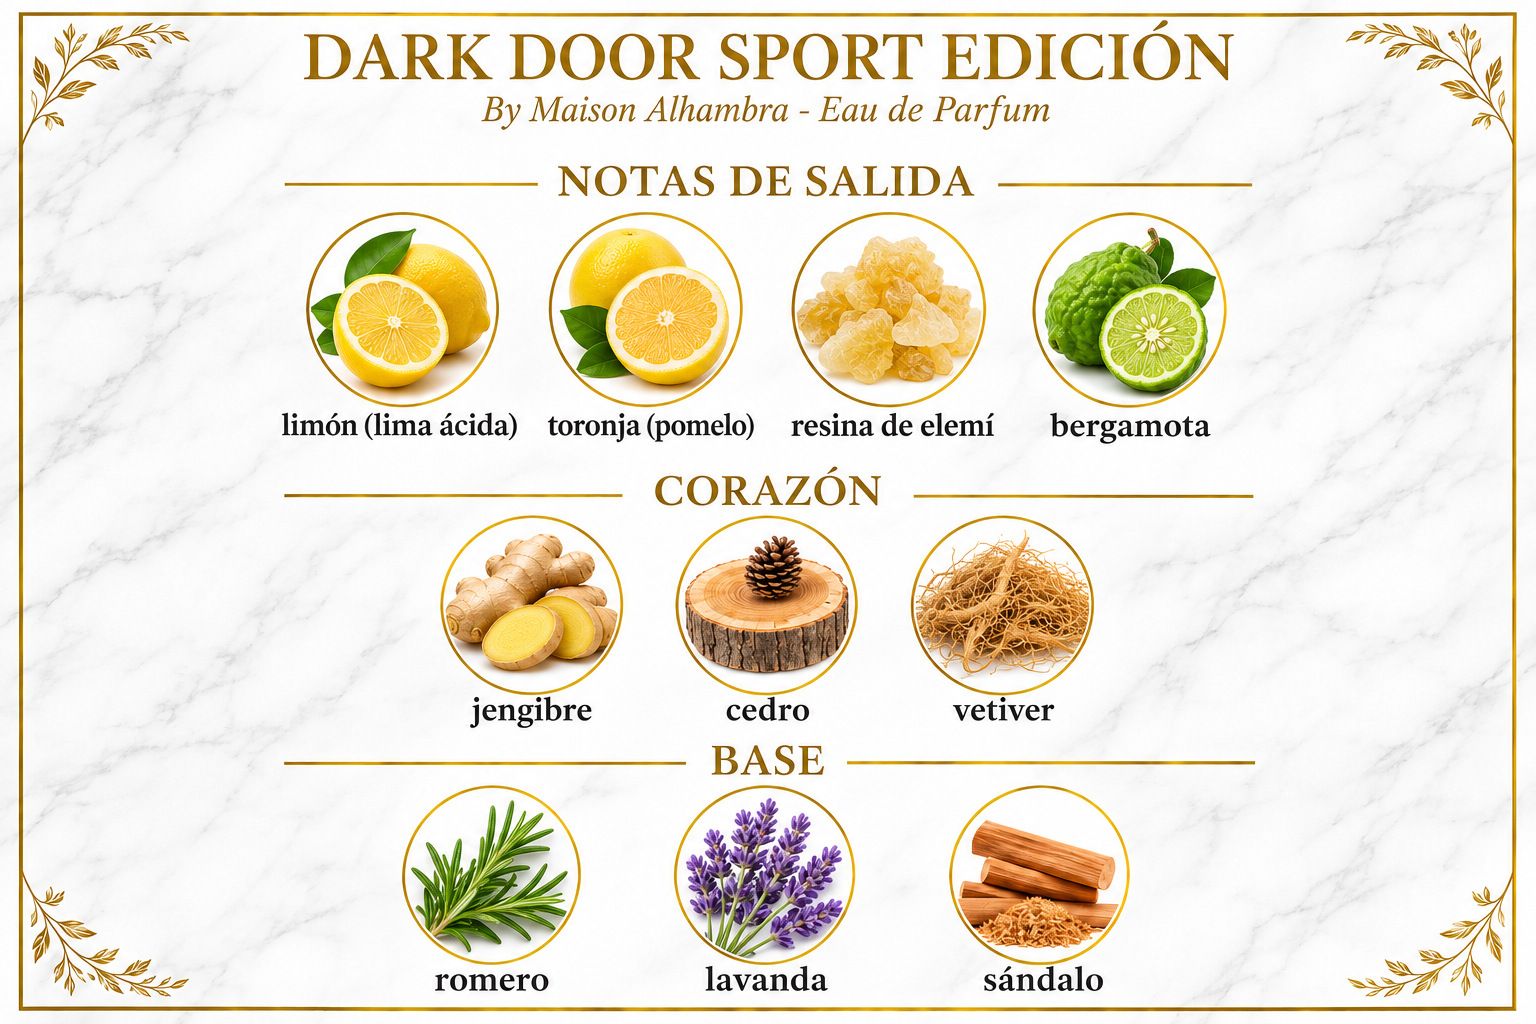 DARK DOOR SPORT EDICIÓN
By Maison Alhambra - Eau de Parfum
NOTAS DE SALIDA
limón (lima ácida) toronja (pomelo) resina de elemí bergamota
CORAZÓN
jengibre cedro vetiver
BASE
romero lavanda sándalo